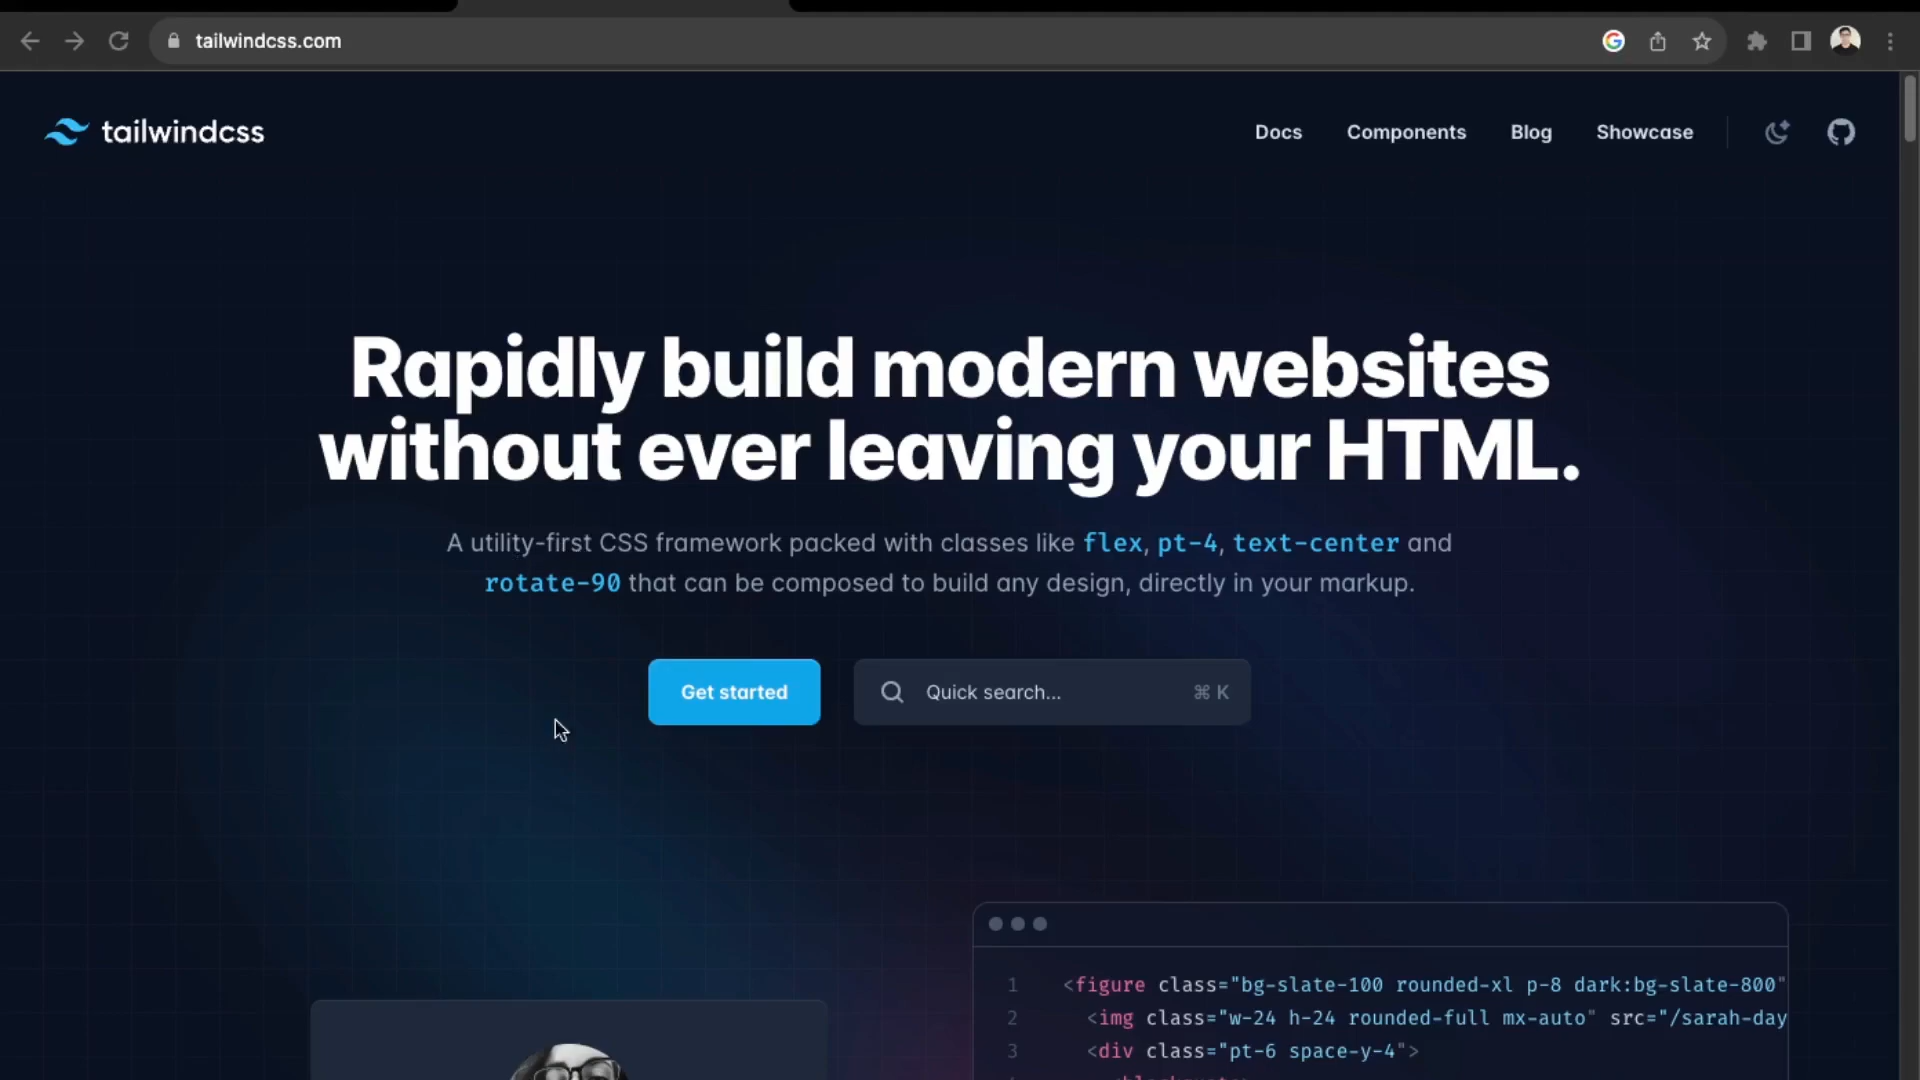 tailwindcss.com
tailwindcss
Docs
Components
Blog
Showcase
Rapidly build modern websites
without ever leaving your HTML.
A utility-first CSS framework packed with classes like flex, pt-4, text-center and
rotate-90 that can be composed to build any design, directly in your markup.
Get started
Quick search...
⌘ K
1 <figure class="bg-slate-100 rounded-xl p-8 dark:bg-slate-800"
2 <img class="w-24 h-24 rounded-full mx-auto" src="/sarah-day
3 <div class="pt-6 space-y-4">